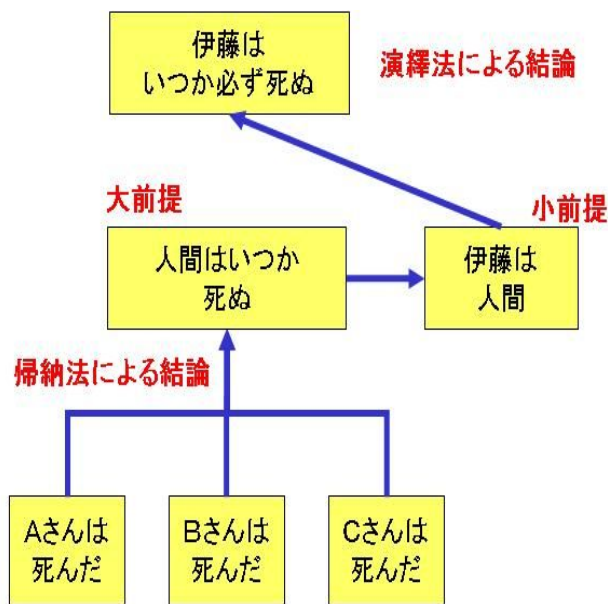 伊藤は
いつか必ず死ぬ
演繹法による結論
大前提
小前提
人間はいつか
死ぬ
伊藤は
人間
帰納法による結論
Aさんは
死んだ
Bさんは
死んだ
Cさんは
死んだ